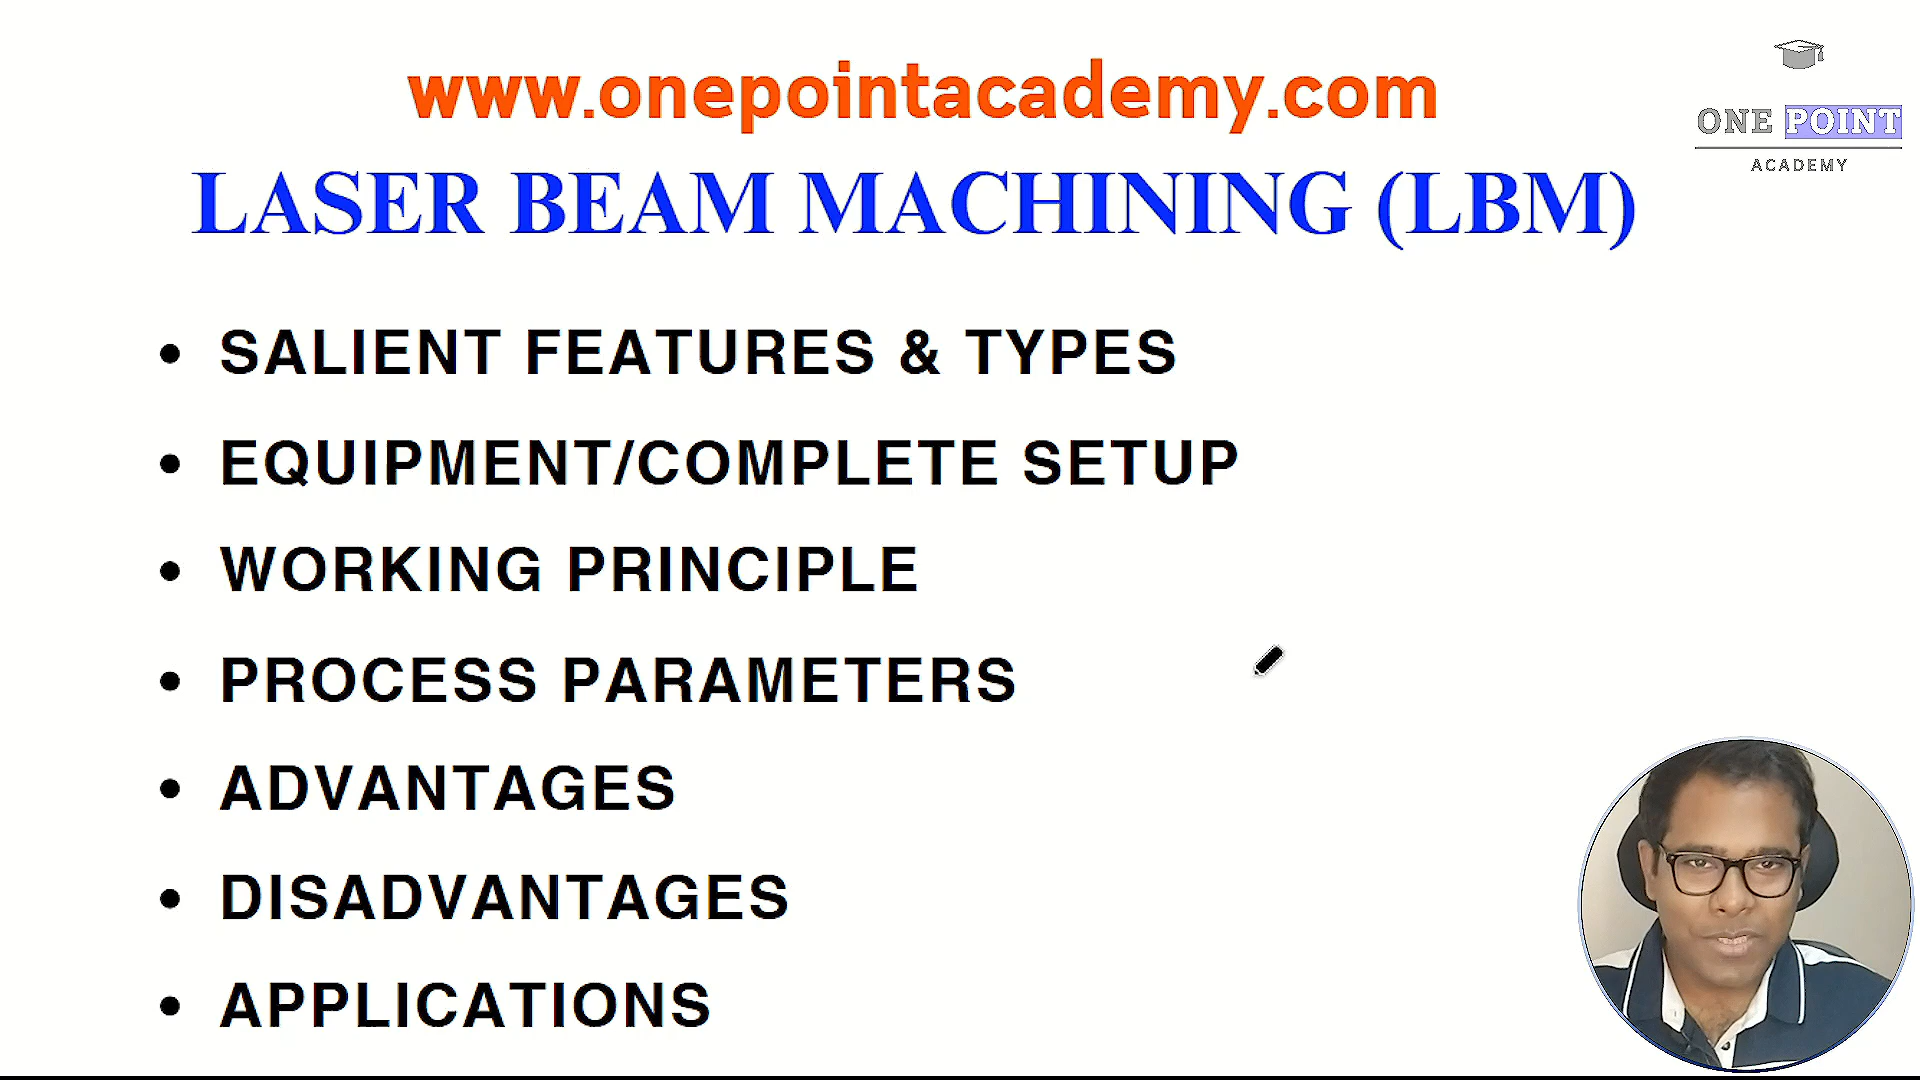 www.onepointacademy.com
ONE POINT
ACADEMY
LASER BEAM MACHINING (LBM)
• SALIENT FEATURES & TYPES
• EQUIPMENT/COMPLETE SETUP
• WORKING PRINCIPLE
• PROCESS PARAMETERS
• ADVANTAGES
• DISADVANTAGES
• APPLICATIONS